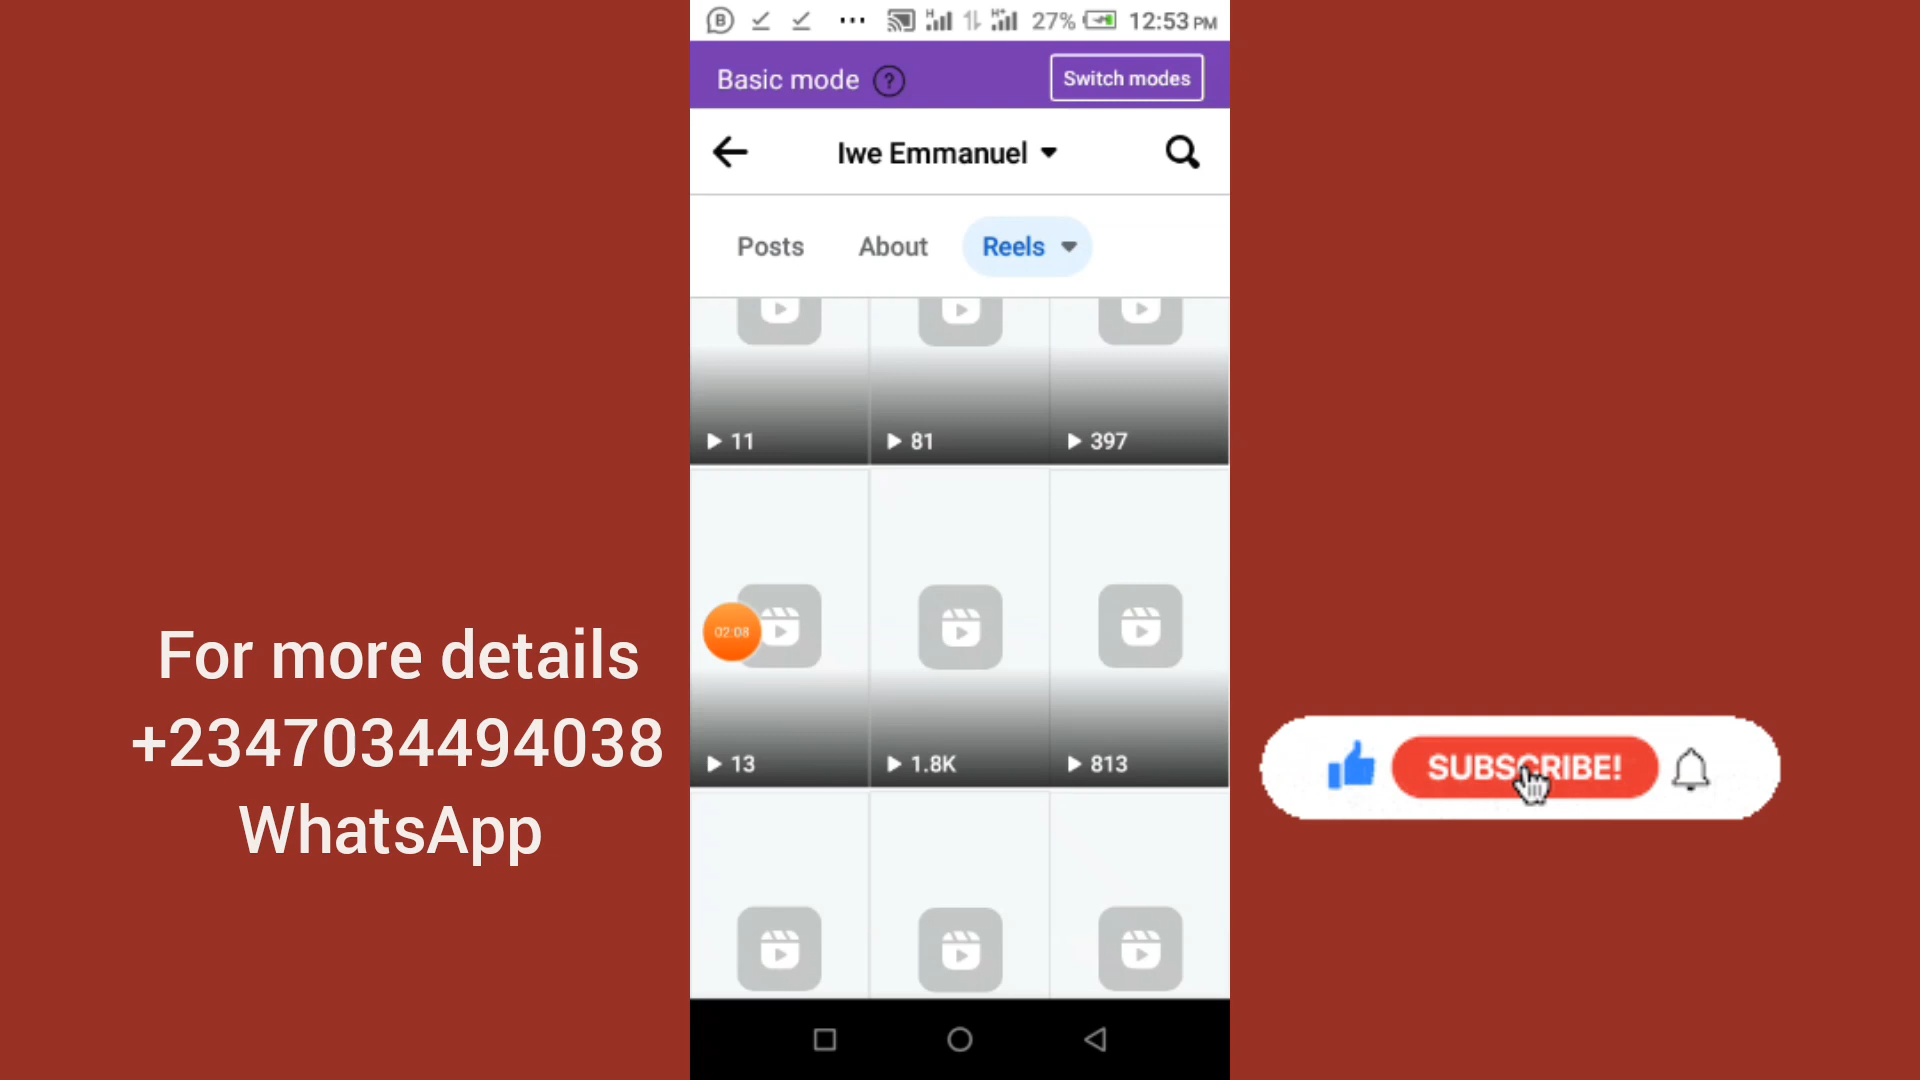 27% 12:53 PM
Basic mode ? Switch modes
Iwe Emmanuel
Posts About Reels
11 81 397
02:08
13 1.8K 813
For more details
+2347034494038
WhatsApp
SUBSCRIBE!